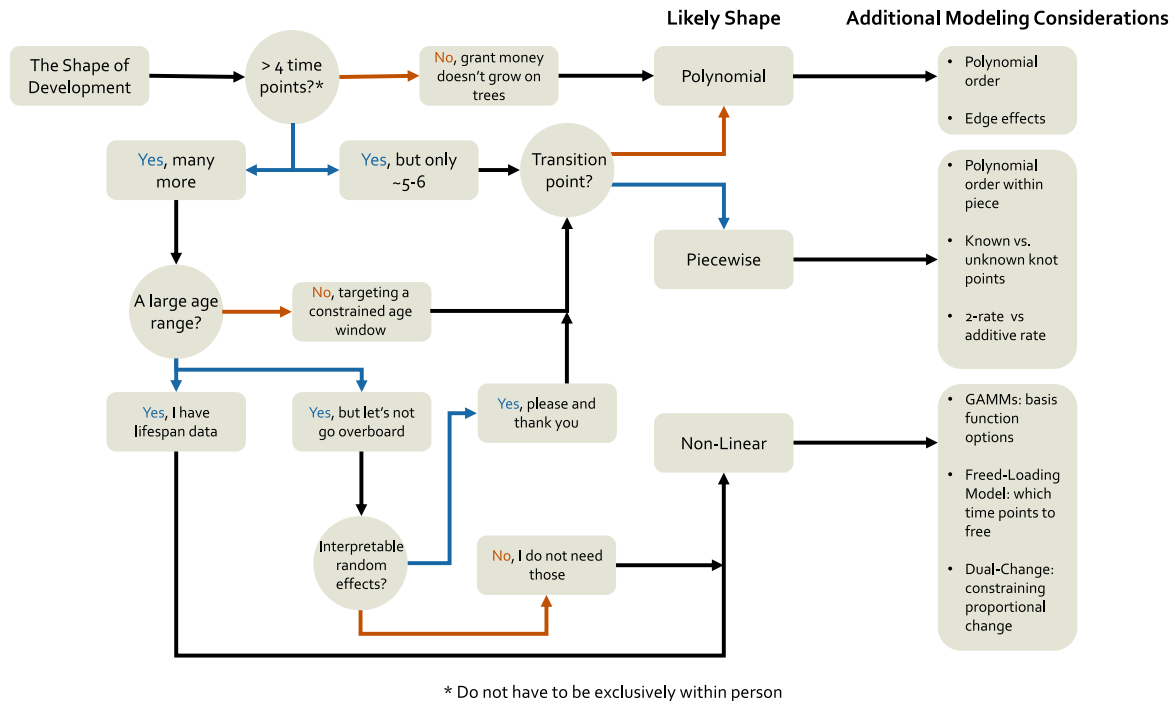 Likely Shape
Additional Modeling Considerations
The Shape of
Development
> 4 time
points?*
No, grant money
doesn't grow on
trees
Polynomial
• Polynomial
order
• Edge effects
Yes, many
more
Yes, but only
~5-6
Transition
point?
Piecewise
• Polynomial
order within
piece
• Known vs.
unknown knot
points
• 2-rate vs
additive rate
A large age
range?
No, targeting a
constrained age
window
Yes, I have
lifespan data
Yes, but let's not
go overboard
Yes, please and
thank you
Non-Linear
• GAMMs: basis
function
options
• Freed-Loading
Model: which
time points to
free
• Dual-Change:
constraining
proportional
change
Interpretable
random
effects?
No, I do not need
those
* Do not have to be exclusively within person